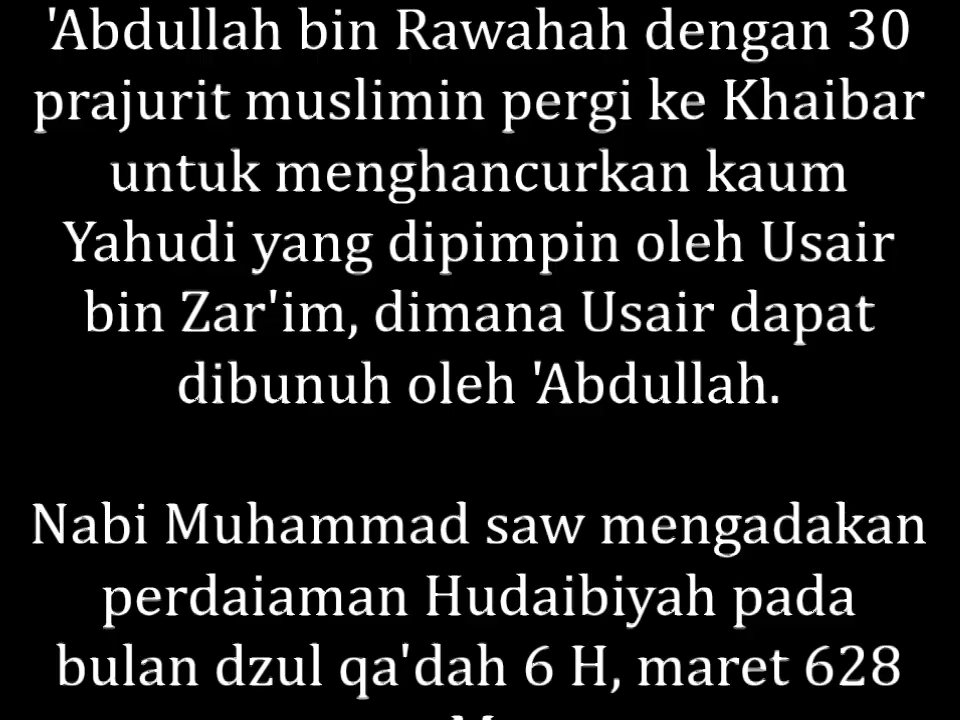 'Abdullah bin Rawahah dengan 30
prajurit muslimin pergi ke Khaibar
untuk menghancurkan kaum
Yahudi yang dipimpin oleh Usair
bin Zar'im, dimana Usair dapat
dibunuh oleh 'Abdullah.
Nabi Muhammad saw mengadakan
perdaiaman Hudaibiyah pada
bulan dzul qa'dah 6 H, maret 628